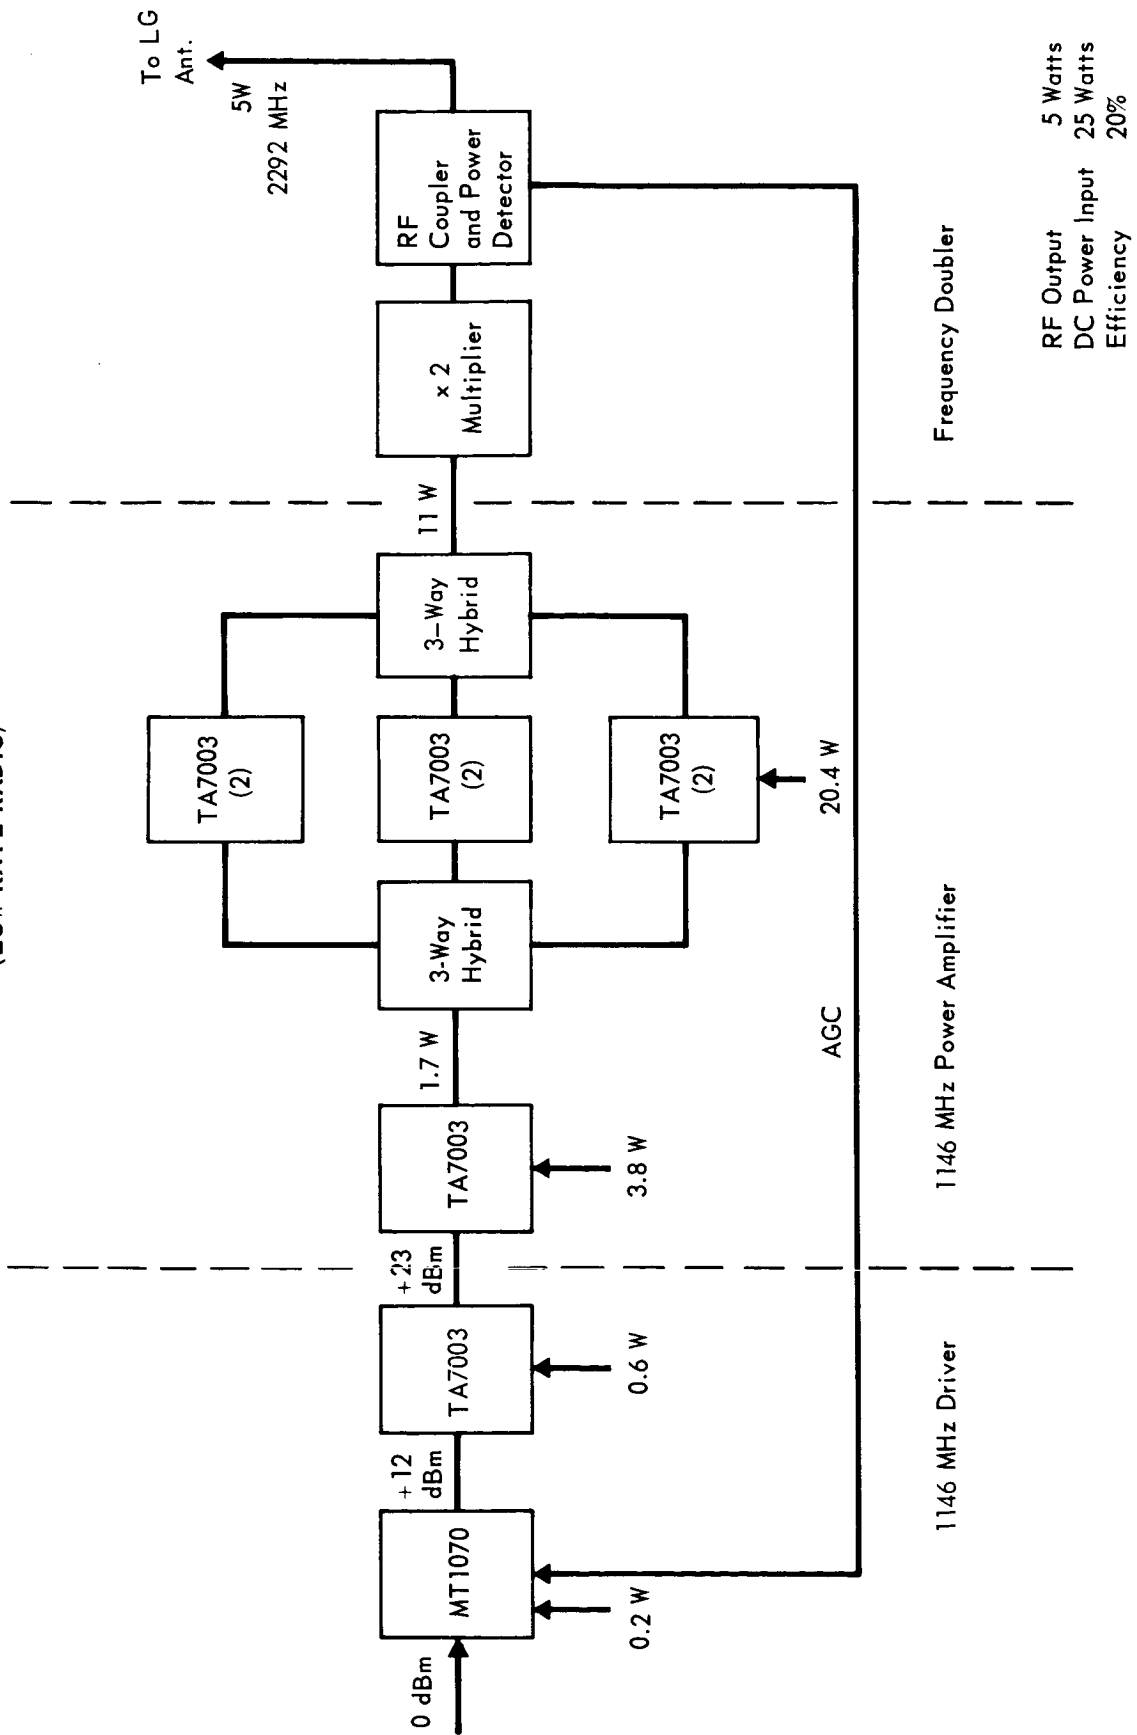 (LOW RATE RADIO)
0 dBm
MT1070
0.2 W
+12
dBm
TA7003
0.6 W
+23
dBm
TA7003
3.8 W
1.7 W
3-Way
Hybrid
TA7003
(2)
TA7003
(2)
TA7003
(2)
20.4 W
3-Way
Hybrid
11 W
x 2
Multiplier
RF
Coupler
and Power
Detector
5W
2292 MHz
To LG
Ant.
AGC
1146 MHz Driver
1146 MHz Power Amplifier
Frequency Doubler
RF Output 5 Watts
DC Power Input 25 Watts
Efficiency 20%